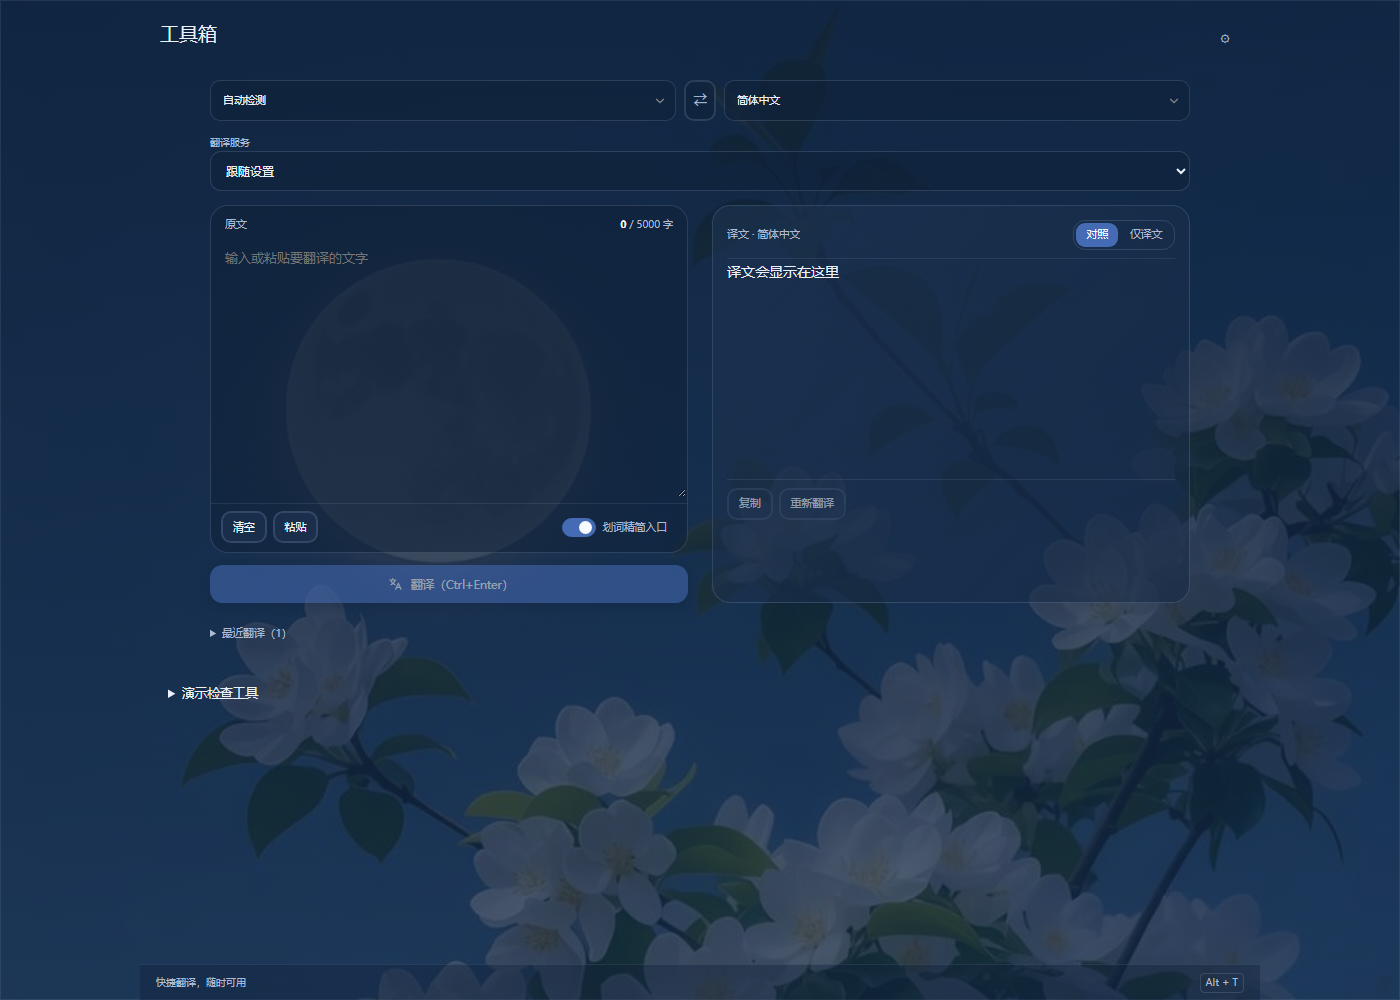 工具箱
自动检测
简体中文
翻译服务
跟随设置
原文
0 / 5000 字
输入或粘贴要翻译的文字
译文 · 简体中文
对照
仅译文
译文会显示在这里
清空
粘贴
划词精简入口
复制
重新翻译
翻译（Ctrl+Enter）
最近翻译（1）
演示检查工具
快捷翻译，随时可用
Alt + T